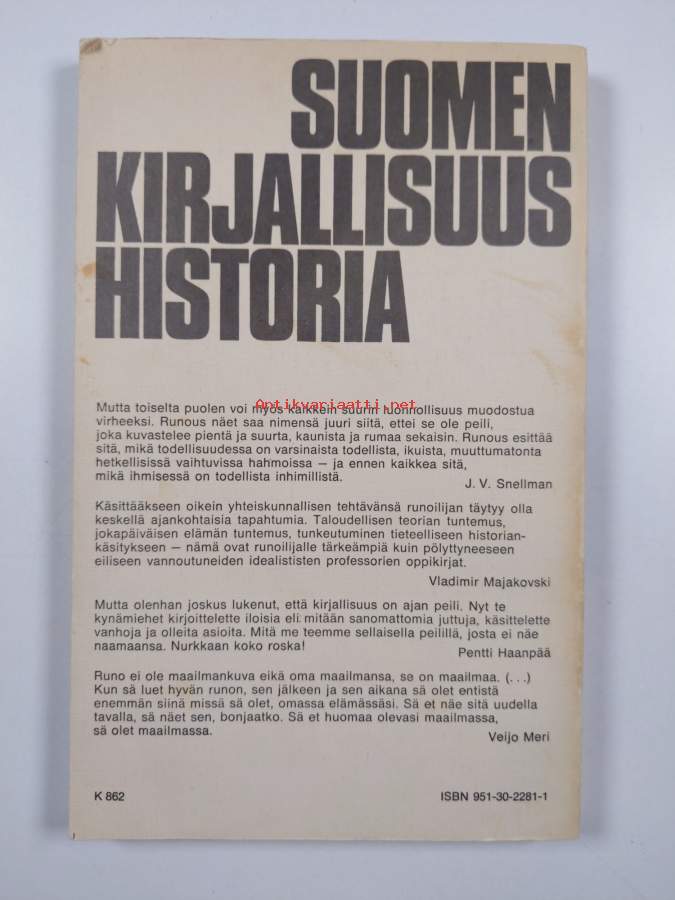 SUOMEN
KIRJALLISUUS
HISTORIA
Antikvariaatti.net
Mutta toiselta puolen voi myös kaikkein suurin luonnollisuus muodostua
virheeksi. Runous näet saa nimensä juuri siitä, ettei se ole peili,
joka kuvastelee pientä ja suurta, kaunista ja rumaa sekaisin. Runous esittää
sitä, mikä todellisuudessa on varsinaista todellista, ikuista, muuttumatonta
hetkellisissä vaihtuvissa hahmoissa – ja ennen kaikkea sitä,
mikä ihmisessä on todellista inhimillistä.
J. V. Snellman
Käsittääkseen oikein yhteiskunnallisen tehtävänsä runoilijan täytyy olla
keskellä ajankohtaisia tapahtumia. Taloudellisen teorian tuntemus,
jokapäiväisen elämän tuntemus, tunkeutuminen tieteelliseen historian-
käsitykseen – nämä ovat runoilijalle tärkeämpiä kuin pölyttyneeseen
eiliseen vannoutuneiden idealististen professorien oppikirjat.
Vladimir Majakovski
Mutta olenhan joskus lukenut, että kirjallisuus on ajan peili. Nyt te
kynämiehet kirjoittelette iloisia eli mitään sanomattomia juttuja, käsittelette
vanhoja ja olleita asioita. Mitä me teemme sellaisella peilillä, josta ei näe
naamaansa. Nurkkaan koko roska!
Pentti Haanpää
Runo ei ole maailmankuva eikä oma maailmansa, se on maailmaa. (...)
Kun sä luet hyvän runon, sen jälkeen ja sen aikana sä olet entistä
enemmän siinä missä sä olet, omassa elämässäsi. Sä et näe sitä uudella
tavalla, sä näet sen, bonjaatko. Sä et huomaa olevasi maailmassa,
sä olet maailmassa.
Veijo Meri
K 862
ISBN 951-30-2281-1